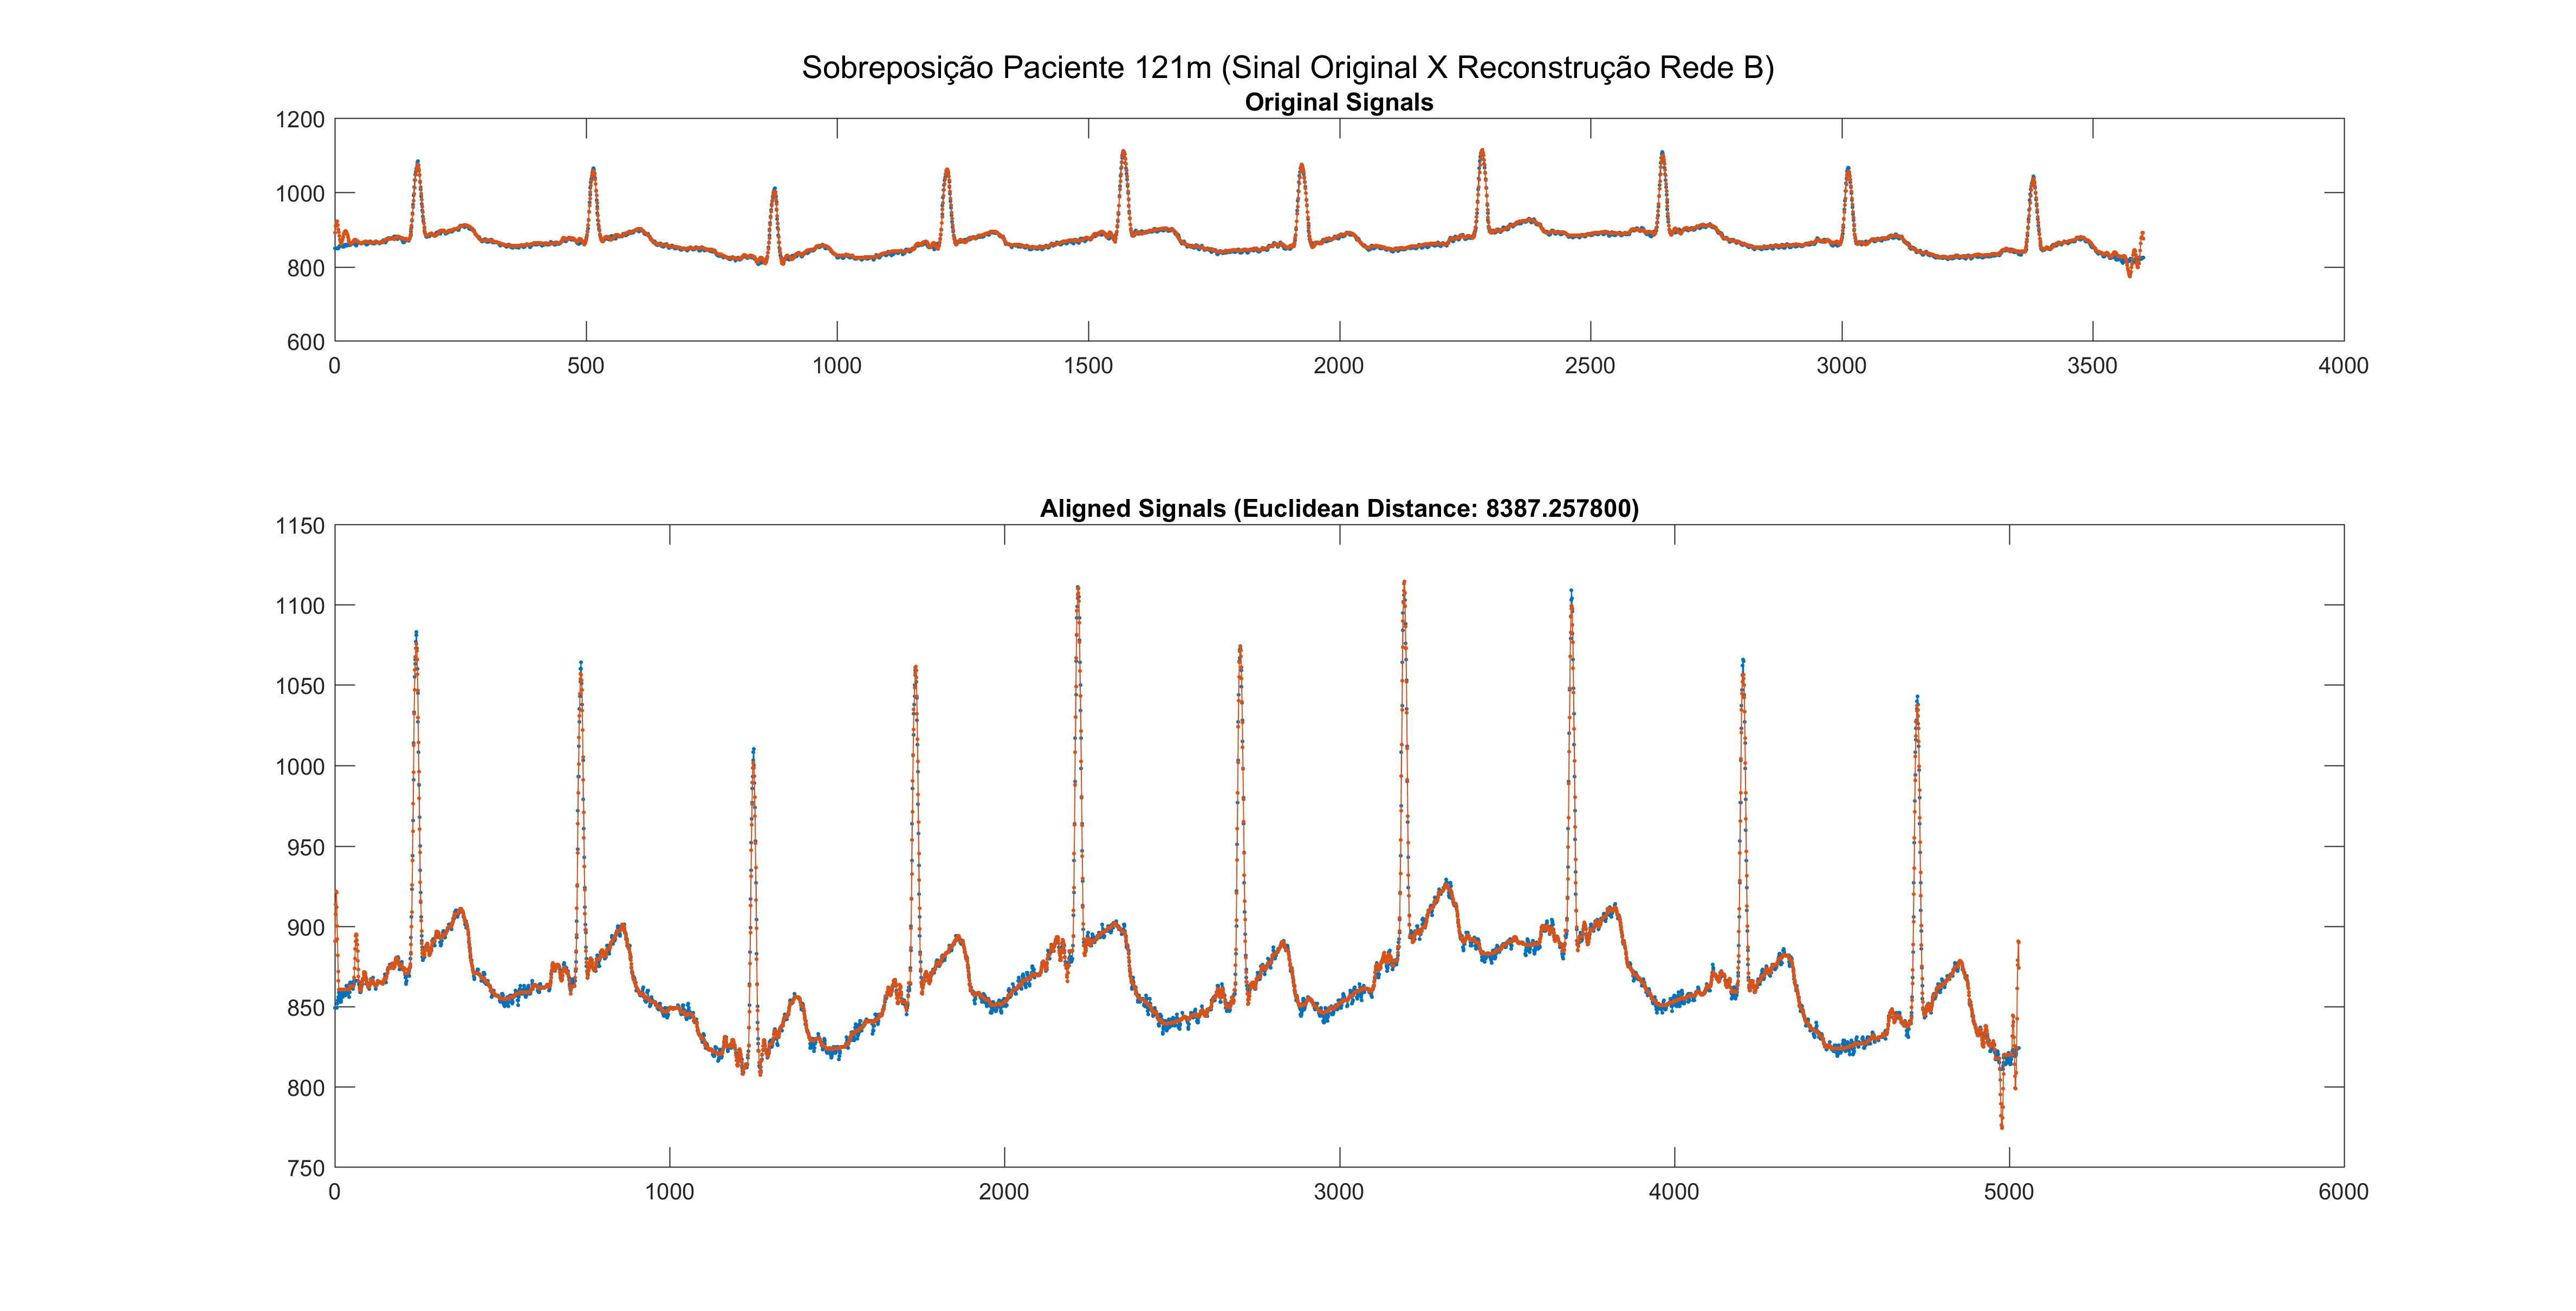 Sobreposição Paciente 121m (Sinal Original X Reconstrução Rede B)
Original Signals
1200
1000
800
600
0 500 1000 1500 2000 2500 3000 3500 4000
Aligned Signals (Euclidean Distance: 8387.257800)
1150
1100
1050
1000
950
900
850
800
750
0 1000 2000 3000 4000 5000 6000